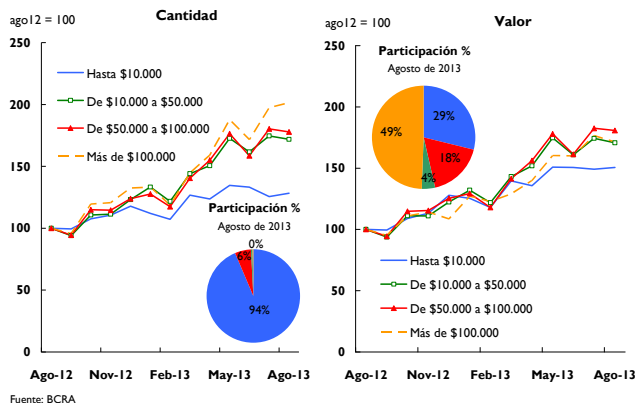 Cantidad
ago12 = 100
250
200
150
100
50
0
Hasta $10.000
De $10.000 a $50.000
De $50.000 a $100.000
Más de $100.000
Participación %
Agosto de 2013
0%
6%
94%
Ago-12 Nov-12 Feb-13 May-13 Ago-13
Valor
ago12 = 100
250
200
150
100
50
0
Participación %
Agosto de 2013
29%
49%
18%
4%
Hasta $10.000
De $10.000 a $50.000
De $50.000 a $100.000
Más de $100.000
Ago-12 Nov-12 Feb-13 May-13 Ago-13
Fuente: BCRA